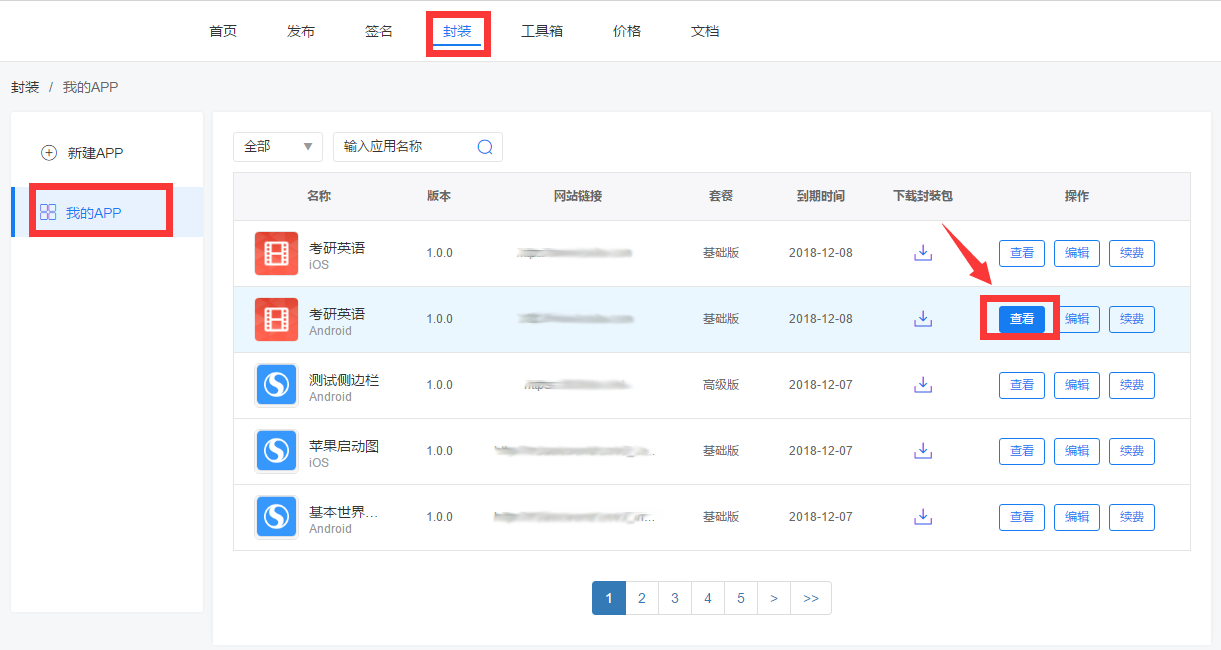 首页 发布 签名 封装 工具箱 价格 文档
封装 / 我的APP
新建APP
我的APP
全部 ▼ 输入应用名称
名称 版本 网站链接 套餐 到期时间 下载封装包 操作
考研英语
iOS
1.0.0 基础版 2018-12-08 查看 编辑 续费
考研英语
Android
1.0.0 基础版 2018-12-08 查看 编辑 续费
测试侧边栏
Android
1.0.0 高级版 2018-12-07 查看 编辑 续费
苹果启动图
iOS
1.0.0 基础版 2018-12-07 查看 编辑 续费
基本世界...
Android
1.0.0 基础版 2018-12-07 查看 编辑 续费
1 2 3 4 5 > >>